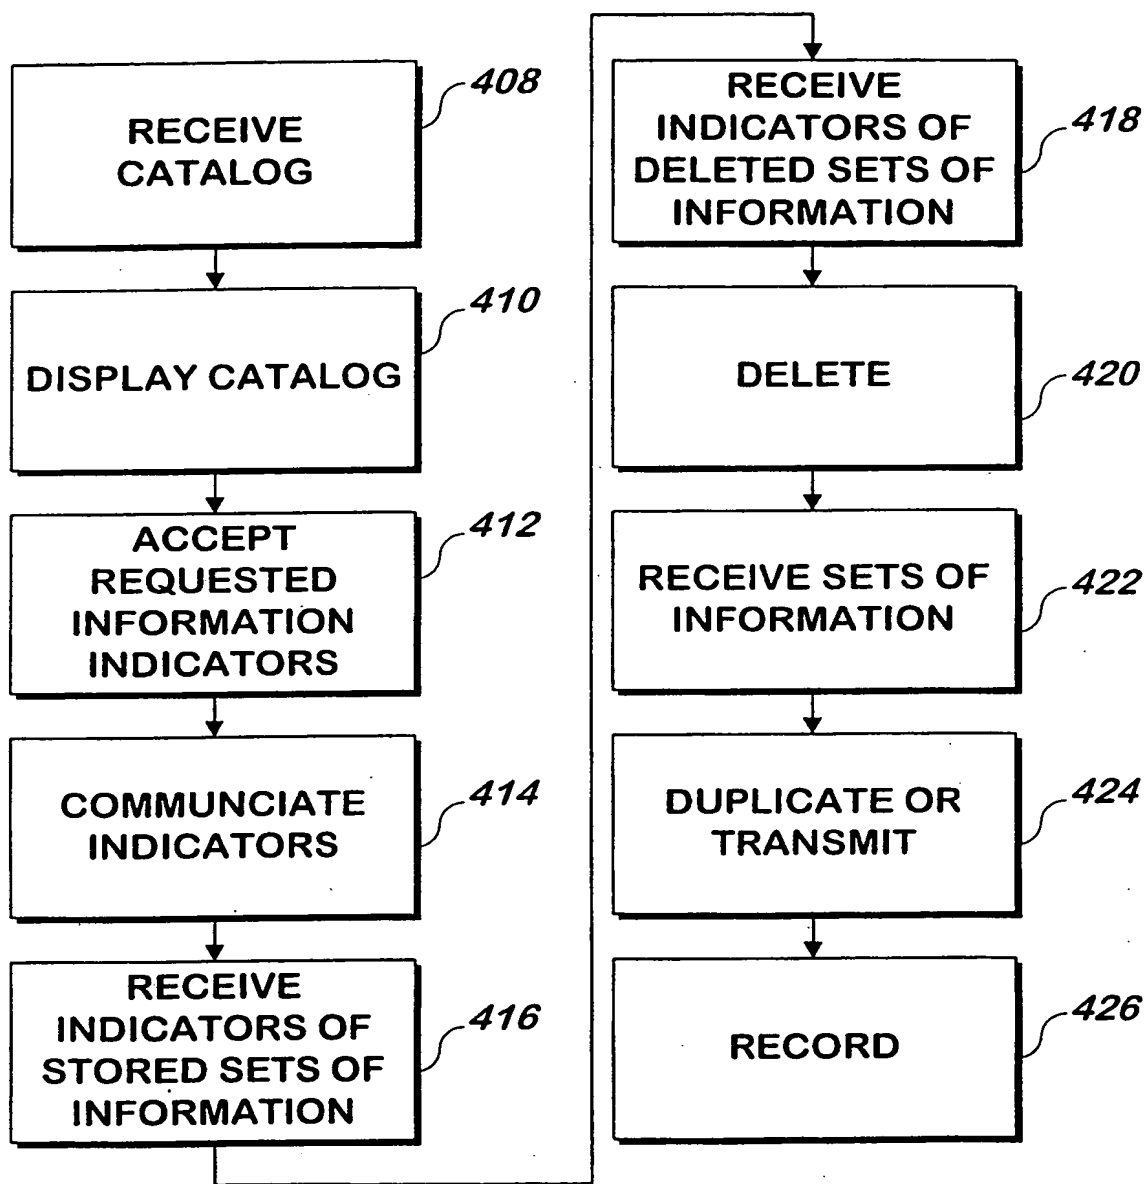 RECEIVE
CATALOG
408
DISPLAY CATALOG
410
ACCEPT
REQUESTED
INFORMATION
INDICATORS
412
COMMUNCIATE
INDICATORS
414
RECEIVE
INDICATORS OF
STORED SETS OF
INFORMATION
416
RECEIVE
INDICATORS OF
DELETED SETS OF
INFORMATION
418
DELETE
420
RECEIVE SETS OF
INFORMATION
422
DUPLICATE OR
TRANSMIT
424
RECORD
426